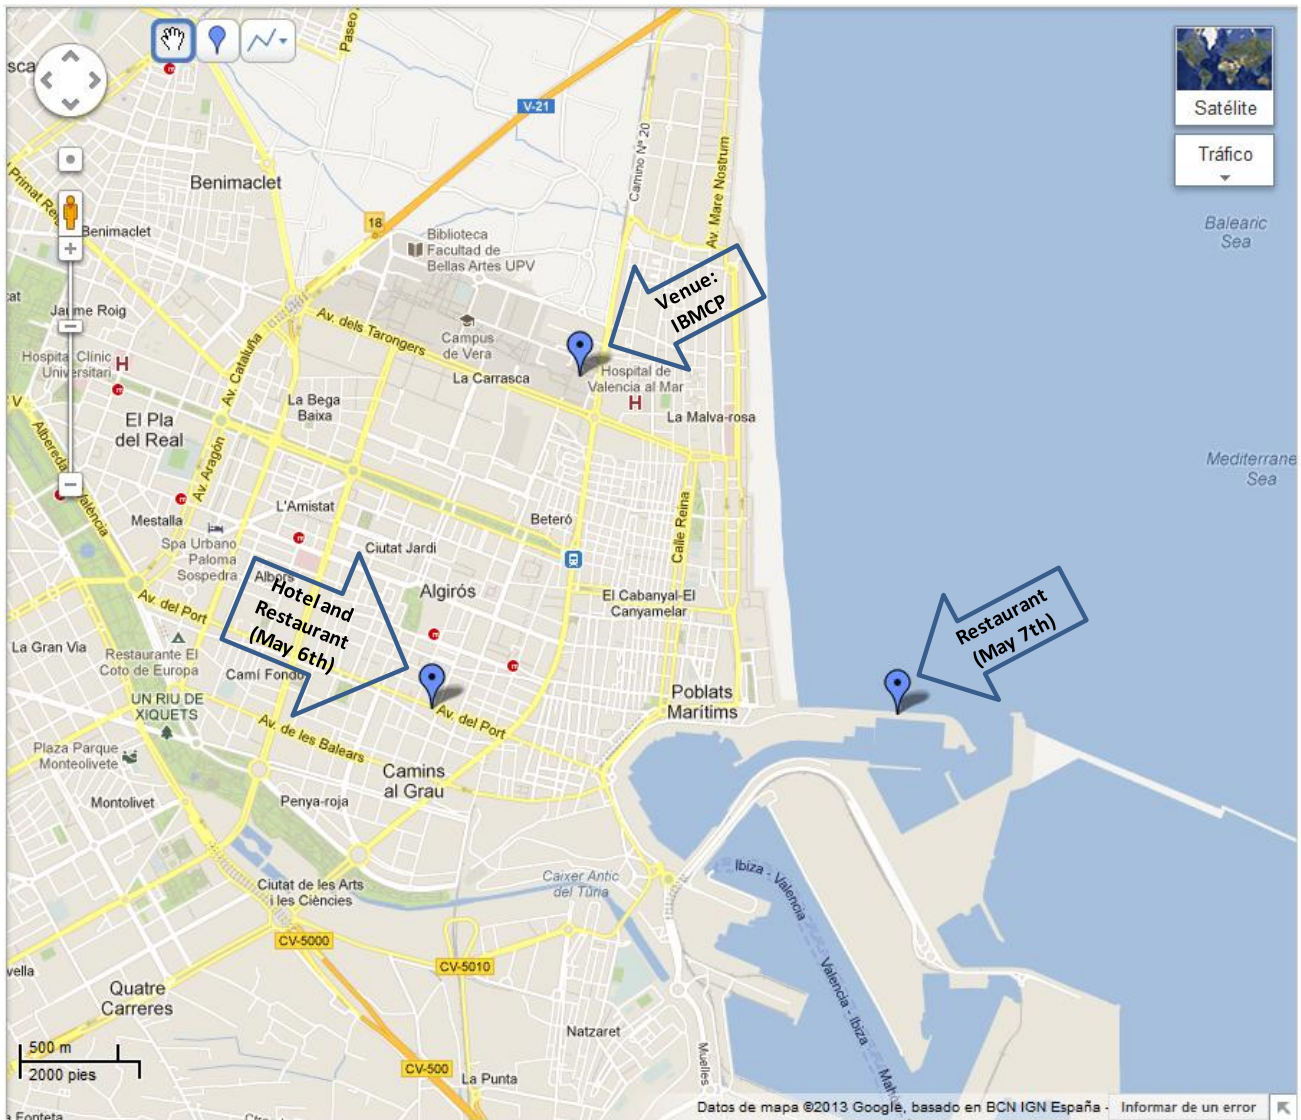 Paseo
sca
V-21
Satélite
Tráfico
Camino Nº 20
Av. Mare Nostrum
Benimaclet
Balearic
Sea
18
Benimaclet
Biblioteca
Facultad de
Bellas Artes UPV
Venue:
IBMCP
Jaume Roig
Av. dels Tarongers
Campus
de Vera
Hospital Clínic
Universitari
H
Av. Cataluña
La Carrasca
Hospital de
Valencia al Mar
H
La Bega
Baixa
La Malva-rosa
El Pla
del Real
Av. Aragón
Mediterrane
Sea
L'Amistat
Mestalla
Beteró
Calle Reina
Spa Urbano
Paloma
Sospedra
Ciutat Jardi
Albors
Algirós
Hotel and
Restaurant
(May 6th)
El Cabanyal-El
Canyamelar
Restaurant
(May 7th)
Av. del Port
La Gran Via
Restaurante El
Coto de Europa
Camí Fondo
UN RIU DE
XIQUETS
Poblats
Marítims
Av. del Port
Av. de les Balears
Plaza Parque
Monteolivete
Camins
al Grau
Montolivet
Penya-roja
Ciutat de les Arts
i les Ciències
Caixer Antic
del Túria
Ibiza - Valencia
CV-5000
CV-5010
Valencia - Ibiza
vella
Quatre
Carreres
Natzaret
500 m
2000 pies
CV-500
La Punta
Muelles
Datos de mapa ©2013 Google, basado en BCN IGN España -
Informar de un error